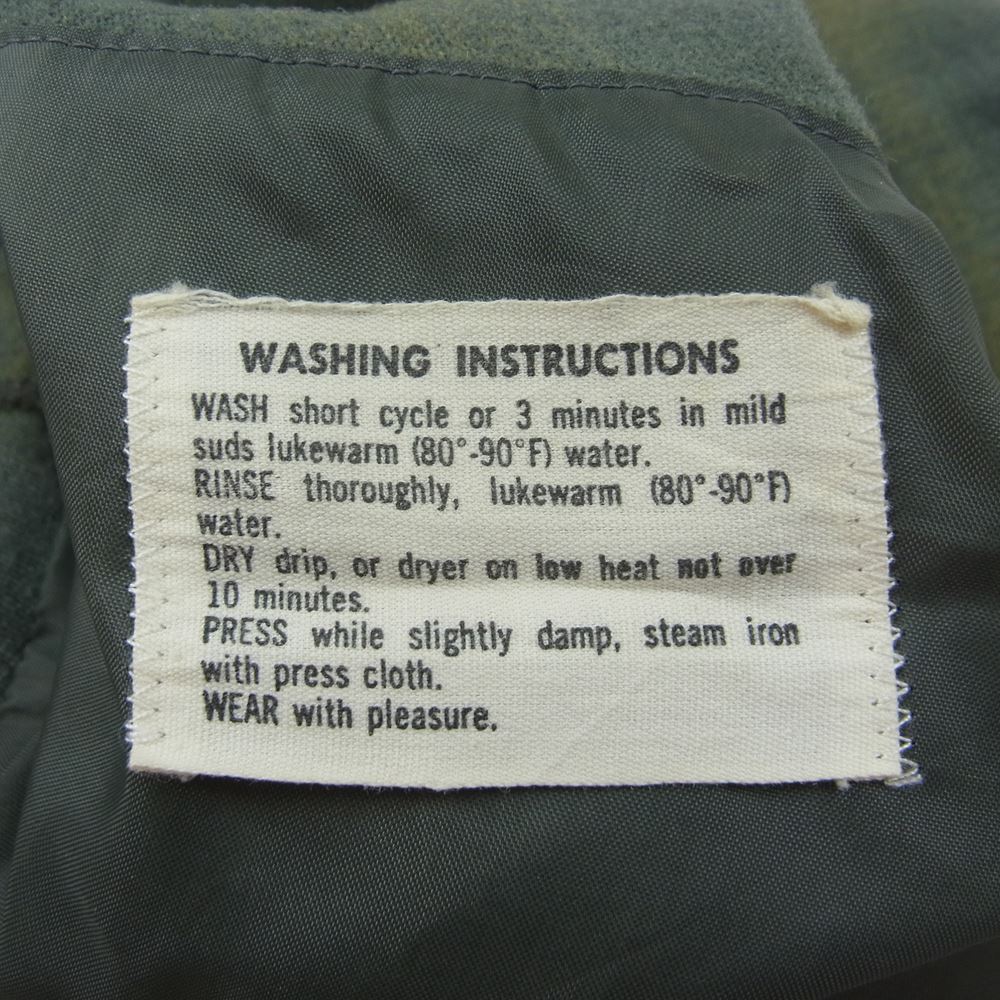 WASHING INSTRUCTIONS
WASH short cycle or 3 minutes in mild
suds lukewarm (80°-90°F) water.
RINSE thoroughly, lukewarm (80°-90°F)
water.
DRY drip, or dryer on low heat not over
10 minutes.
PRESS while slightly damp, steam iron
with press cloth.
WEAR with pleasure.